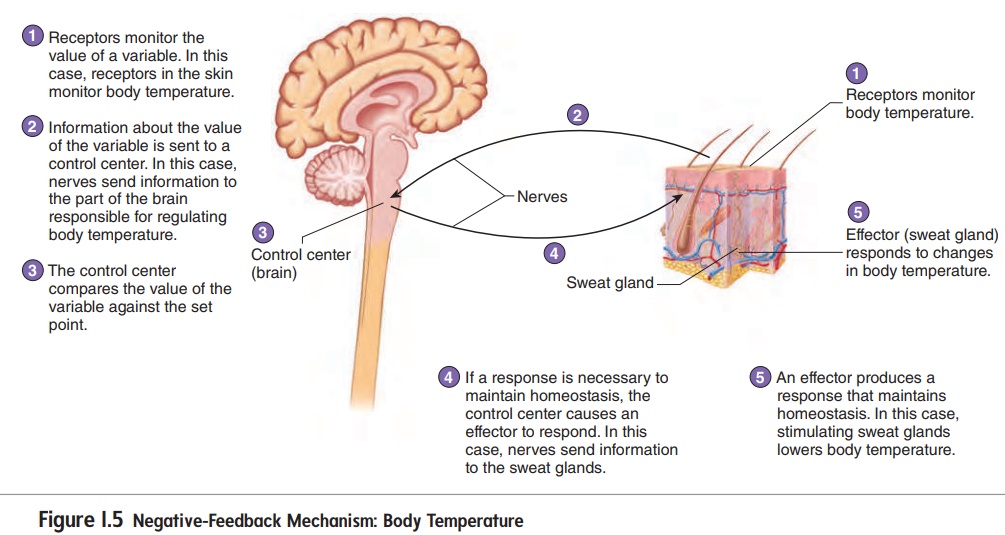 1 Receptors monitor the
value of a variable. In this
case, receptors in the skin
monitor body temperature.
2 Information about the value
of the variable is sent to a
control center. In this case,
nerves send information to
the part of the brain
responsible for regulating
body temperature.
3 The control center
compares the value of the
variable against the set
point.
2
Nerves
3
Control center
(brain)
4
Sweat gland
1
Receptors monitor
body temperature.
5
Effector (sweat gland)
responds to changes
in body temperature.
4 If a response is necessary to
maintain homeostasis, the
control center causes an
effector to respond. In this
case, nerves send information
to the sweat glands.
5 An effector produces a
response that maintains
homeostasis. In this case,
stimulating sweat glands
lowers body temperature.
Figure 1.5 Negative-Feedback Mechanism: Body Temperature